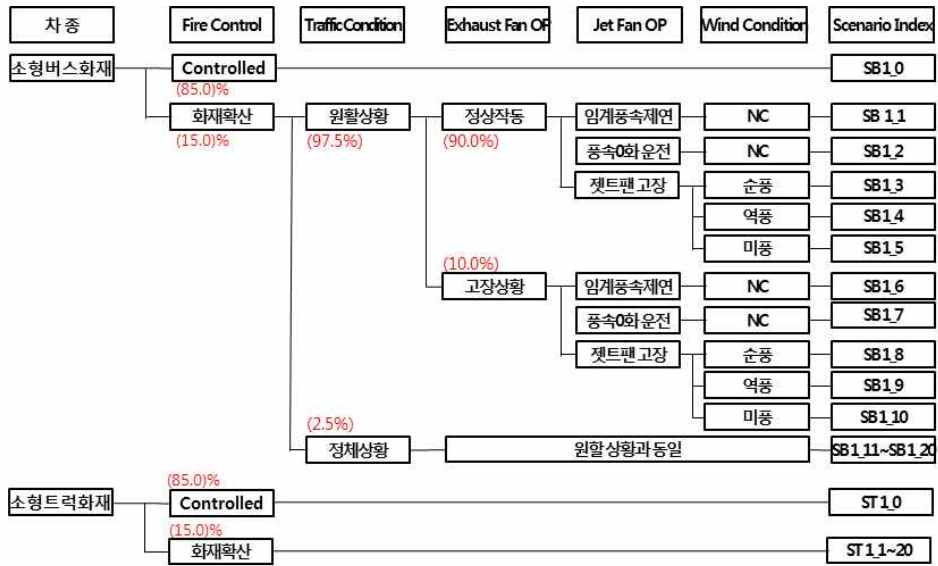 차 종 Fire Control Traffic Condition Exhaust Fan OP Jet Fan OP Wind Condition Scenario Index
소형버스화재 Controlled SB1_0
(85.0)%
화재확산 원활상황 정상작동 임계풍속제연 NC SB 1_1
(15.0)% (97.5%) (90.0%)
풍속0화 운전 NC SB1_2
젯트팬 고장 순풍 SB1_3
역풍 SB1_4
미풍 SB1_5
(10.0%)
고장상황 임계풍속제연 NC SB1_6
풍속0화 운전 NC SB1_7
젯트팬 고장 순풍 SB1_8
역풍 SB1_9
미풍 SB1_10
(2.5%)
정체상황 원할 상황과 동일 SB1_11~SB1_20
(85.0)%
소형트럭화재 Controlled ST1_0
(15.0)%
화재확산 ST1_1~20